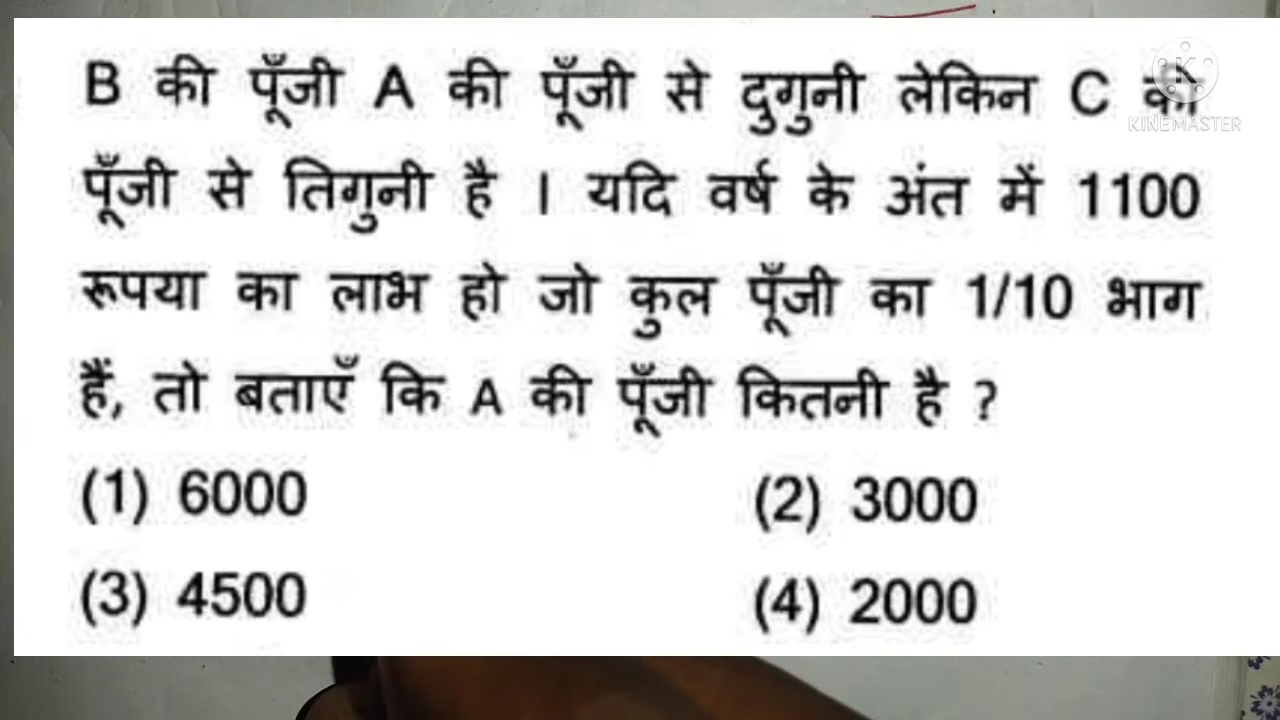 B की पूँजी A की पूँजी से दुगुनी लेकिन C की
KINEMASTER
पूँजी से तिगुनी है । यदि वर्ष के अंत में 1100
रूपया का लाभ हो जो कुल पूँजी का 1/10 भाग
हैं, तो बताएँ कि A की पूँजी कितनी है ?
(1) 6000 (2) 3000
(3) 4500 (4) 2000